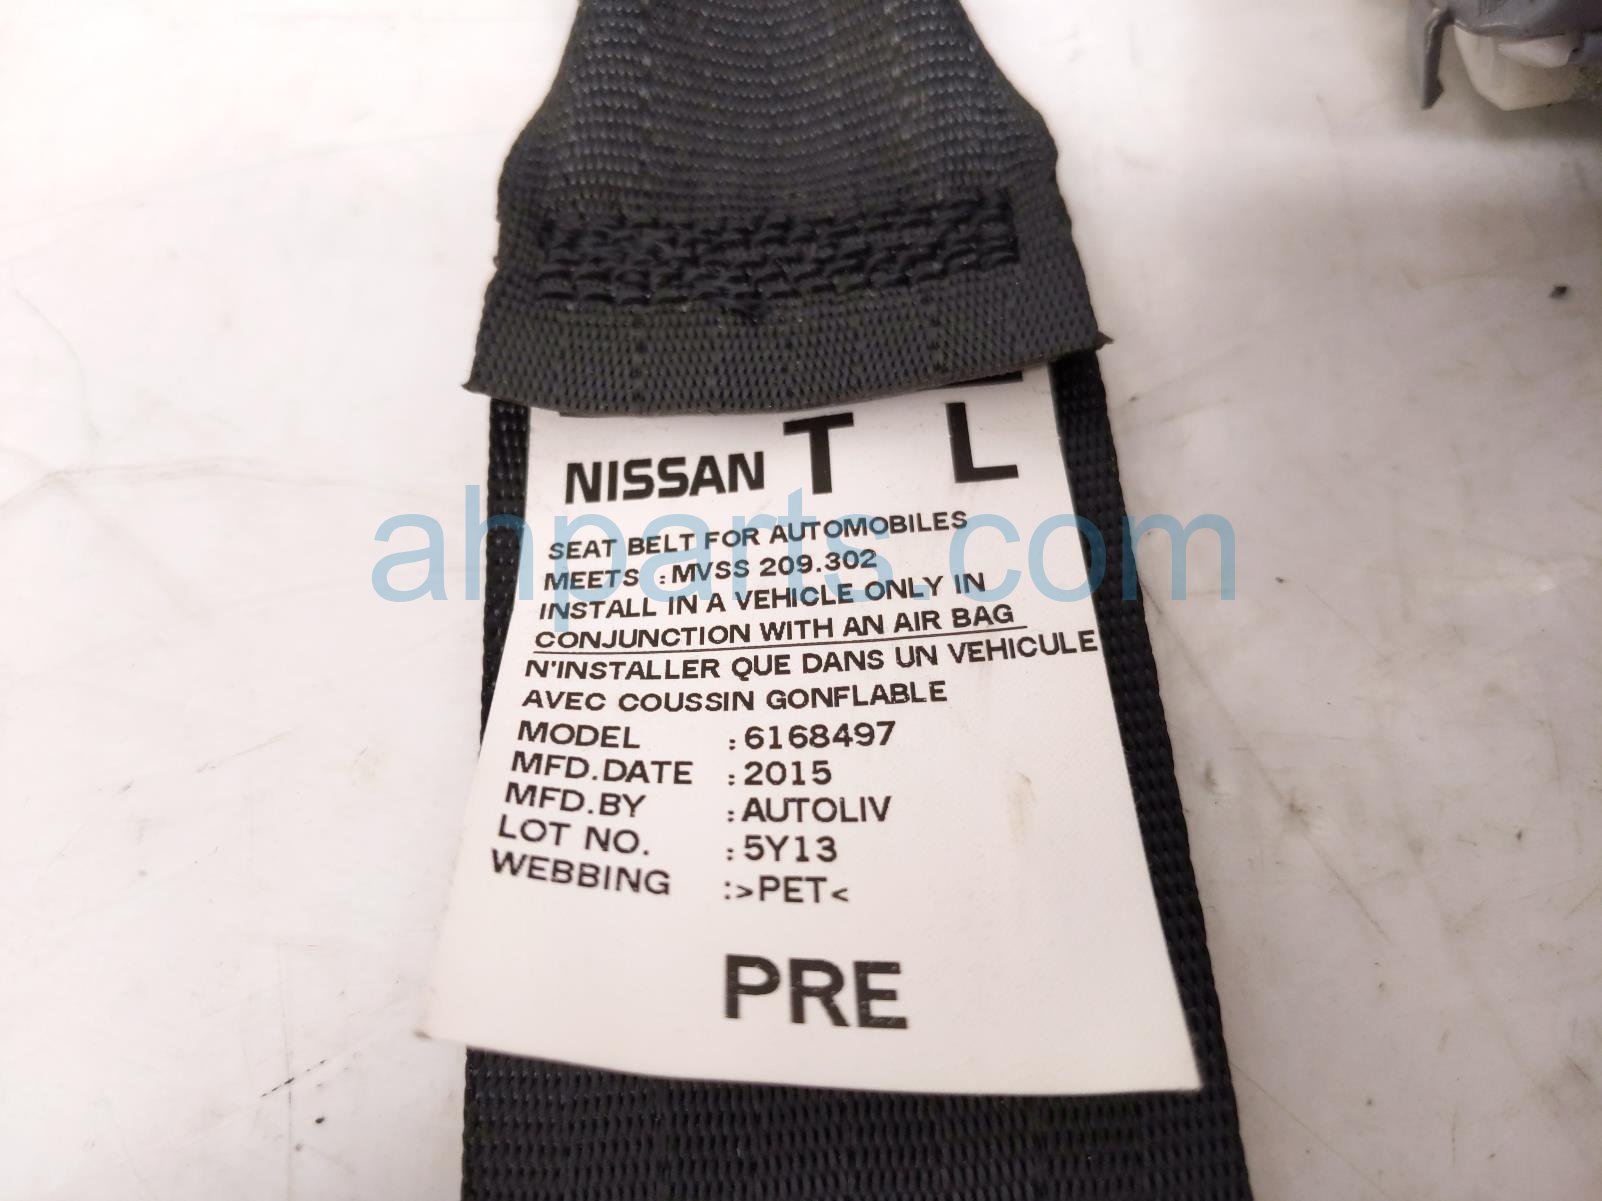 NISSAN T L
SEAT BELT FOR AUTOMOBILES
MEETS :MVSS 209.302
INSTALL IN A VEHICLE ONLY IN
CONJUNCTION WITH AN AIR BAG
N'INSTALLER QUE DANS UN VEHICULE
AVEC COUSSIN GONFLABLE
MODEL :6168497
MFD.DATE :2015
MFD.BY :AUTOLIV
LOT NO. :5Y13
WEBBING :>PET<
PRE
ahparts.com